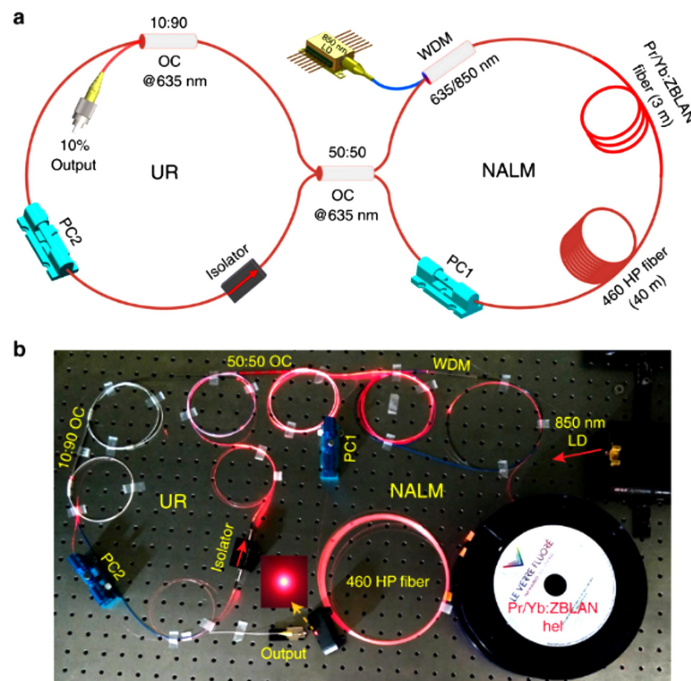 a
10:90
OC
@635 nm
10%
Output
UR
PC2
Isolator
50:50
OC
@635 nm
850 nm
LD
WDM
635/850 nm
Pr/Yb:ZBLAN
fiber (3 m)
NALM
PC1
460 HP fiber
(40 m)
b
50:50 OC
WDM
10:90 OC
PC1
850 nm
LD
UR
NALM
PC2
Isolator
460 HP fiber
Output
LE VERRE FLUORÉ
Pr/Yb:ZBLAN
hel